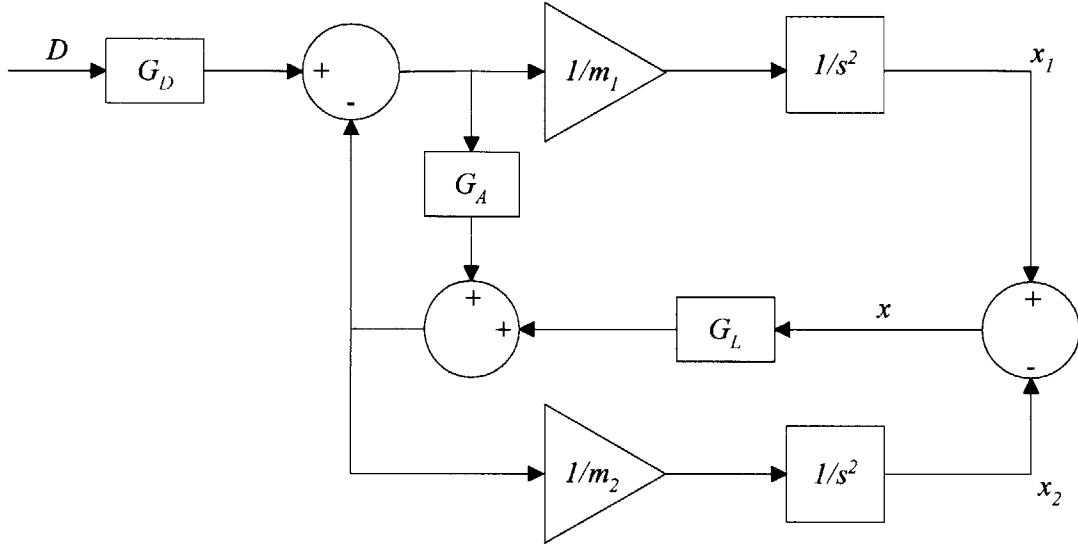 D
G_D
+
-
1/m_1
1/s^2
x_1
G_A
+
+
G_L
x
+
-
1/m_2
1/s^2
x_2